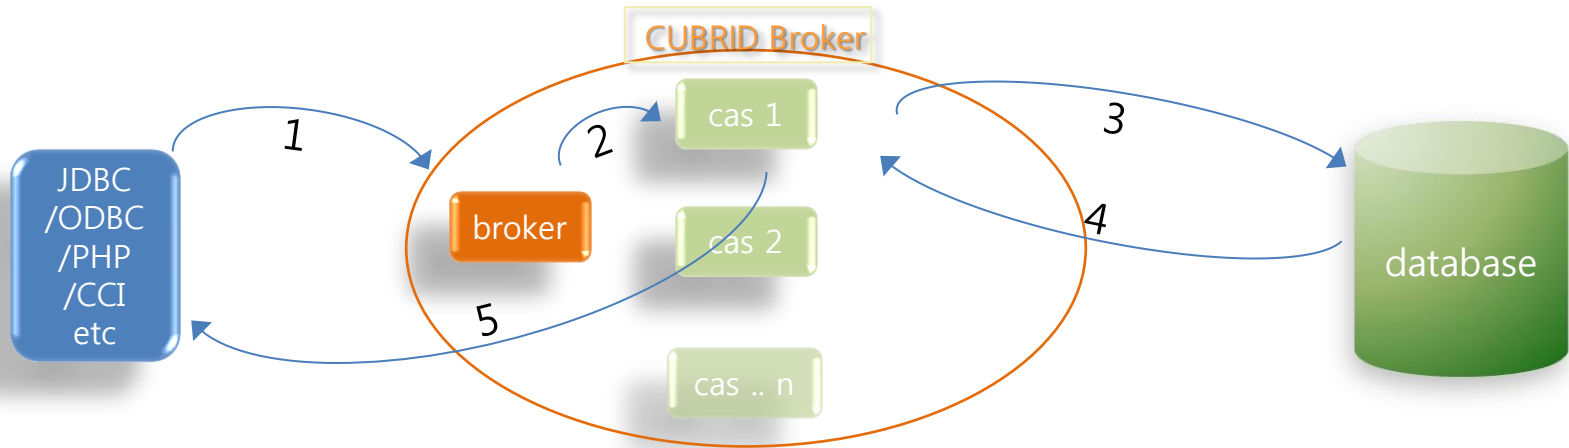 CUBRID Broker
1
2
cas 1
3
JDBC
/ODBC
/PHP
/CCI
etc
broker
cas 2
4
database
5
cas .. n